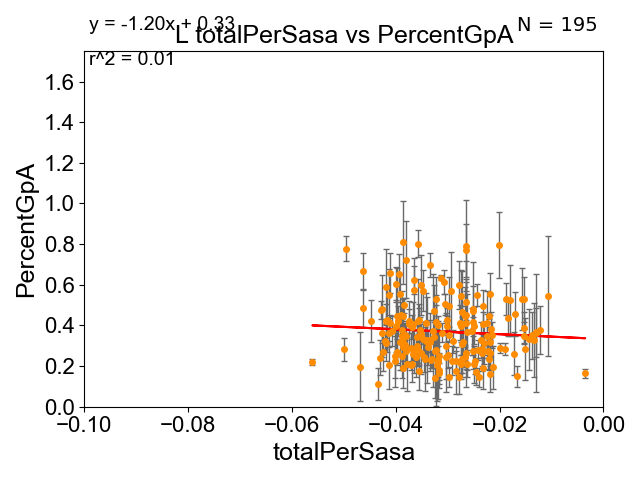 y = -1.20x + 0.33
N = 195
L totalPerSasa vs PercentGpA
r^2 = 0.01
1.6
1.4
1.2
1.0
0.8
0.6
0.4
0.2
0.0
PercentGpA
−0.10
−0.08
−0.06
−0.04
−0.02
0.00
totalPerSasa